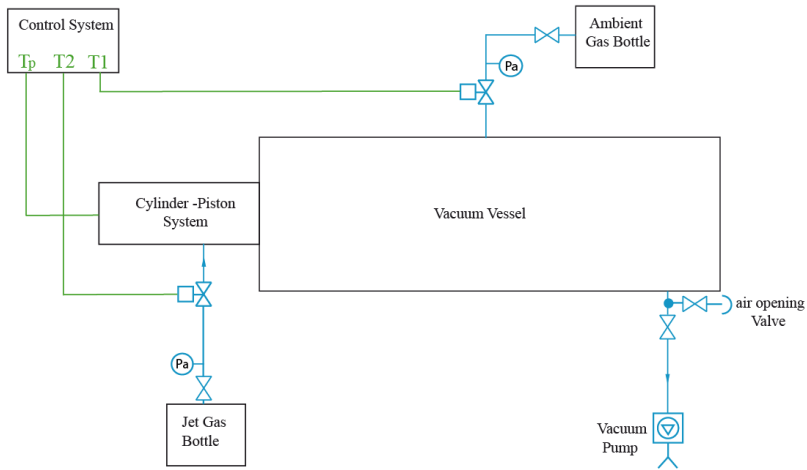 Control System
Tp T2 T1
Ambient
Gas Bottle
Pa
Cylinder -Piston
System
Vacuum Vessel
air opening
Valve
Pa
Jet Gas
Bottle
Vacuum
Pump